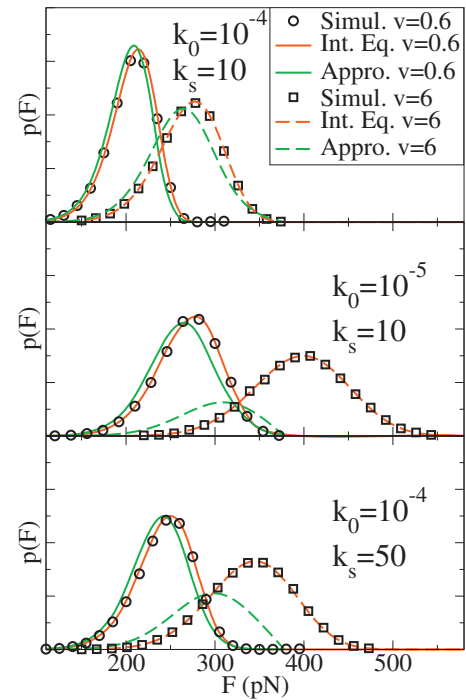 k₀=10⁻⁴
kₛ=10
Simul. v=0.6
Int. Eq. v=0.6
Appro. v=0.6
Simul. v=6
Int. Eq. v=6
Appro. v=6
p(F)
k₀=10⁻⁵
kₛ=10
p(F)
k₀=10⁻⁴
kₛ=50
p(F)
200 300 400 500
F (pN)